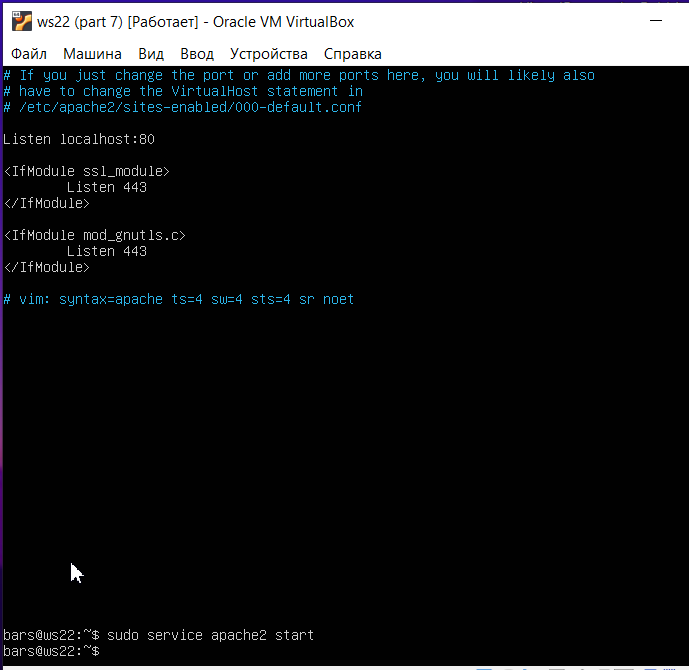 ws22 (part 7) [Работает] - Oracle VM VirtualBox
Файл Машина Вид Ввод Устройства Справка
# If you just change the port or add more ports here, you will likely also
# have to change the VirtualHost statement in
# /etc/apache2/sites-enabled/000-default.conf
Listen localhost:80
<IfModule ssl_module>
Listen 443
</IfModule>
<IfModule mod_gnutls.c>
Listen 443
</IfModule>
# vim: syntax=apache ts=4 sw=4 sts=4 sr noet
bars@ws22:~$ sudo service apache2 start
bars@ws22:~$